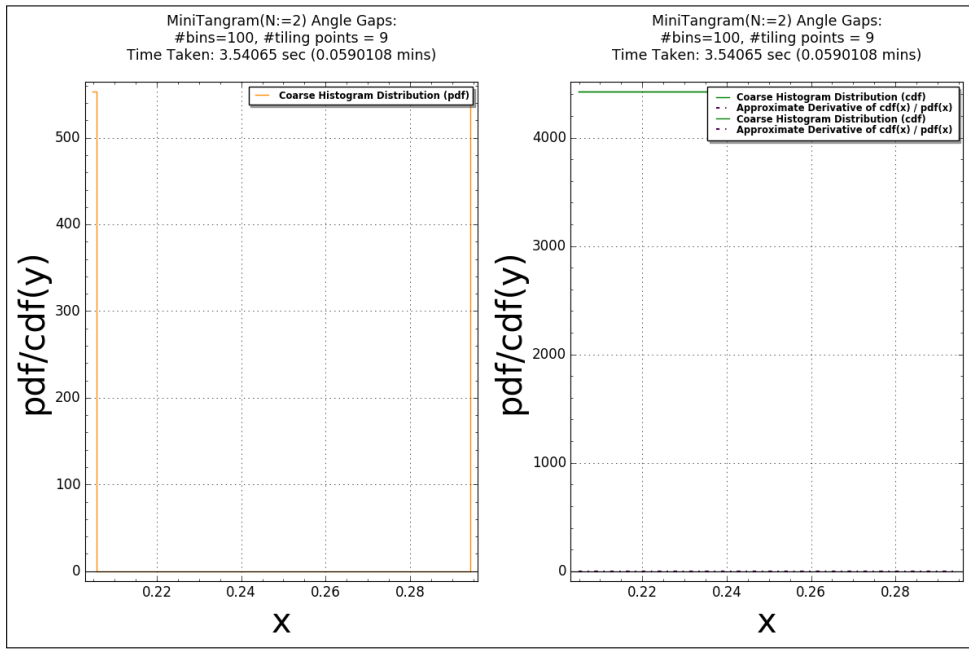 MiniTangram(N:=2) Angle Gaps:
#bins=100, #tiling points = 9
Time Taken: 3.54065 sec (0.0590108 mins)
Coarse Histogram Distribution (pdf)
500
400
300
200
100
0
0.22
0.24
0.26
0.28
pdf/cdf(y)
x
MiniTangram(N:=2) Angle Gaps:
#bins=100, #tiling points = 9
Time Taken: 3.54065 sec (0.0590108 mins)
Coarse Histogram Distribution (cdf)
Approximate Derivative of cdf(x) / pdf(x)
Coarse Histogram Distribution (cdf)
Approximate Derivative of cdf(x) / pdf(x)
4000
3000
2000
1000
0
0.22
0.24
0.26
0.28
pdf/cdf(y)
x